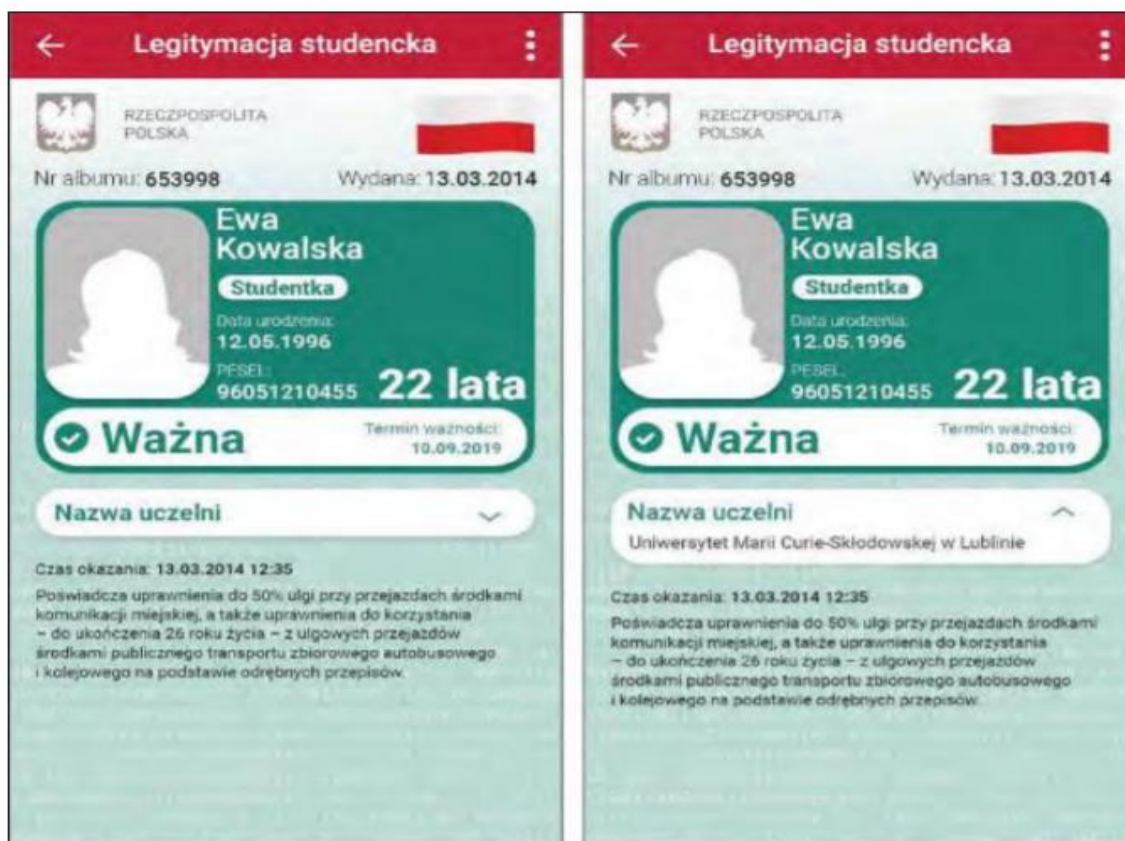 Legitymacja studencka
RZECZPOSPOLITA
POLSKA
Nr albumu: 653998 Wydana: 13.03.2014
Ewa
Kowalska
Studentka
Data urodzenia:
12.05.1996
PESEL:
96051210455 22 lata
Ważna
Termin ważności:
10.09.2019
Nazwa uczelni
Czas okazania: 13.03.2014 12:35
Poświadcza uprawnienia do 50% ulgi przy przejazdach środkami
komunikacji miejskiej, a także uprawnienia do korzystania
– do ukończenia 26 roku życia – z ulgowych przejazdów
środkami publicznego transportu zbiorowego autobusowego
i kolejowego na podstawie odrębnych przepisów.
Legitymacja studencka
RZECZPOSPOLITA
POLSKA
Nr albumu: 653998 Wydana: 13.03.2014
Ewa
Kowalska
Studentka
Data urodzenia:
12.05.1996
PESEL:
96051210455 22 lata
Ważna
Termin ważności:
10.09.2019
Nazwa uczelni
Uniwersytet Marii Curie-Skłodowskej w Lublinie
Czas okazania: 13.03.2014 12:35
Poświadcza uprawnienia do 50% ulgi przy przejazdach środkami
komunikacji miejskiej, a także uprawnienia do korzystania
– do ukończenia 26 roku życia – z ulgowych przejazdów
środkami publicznego transportu zbiorowego autobusowego
i kolejowego na podstawie odrębnych przepisów.